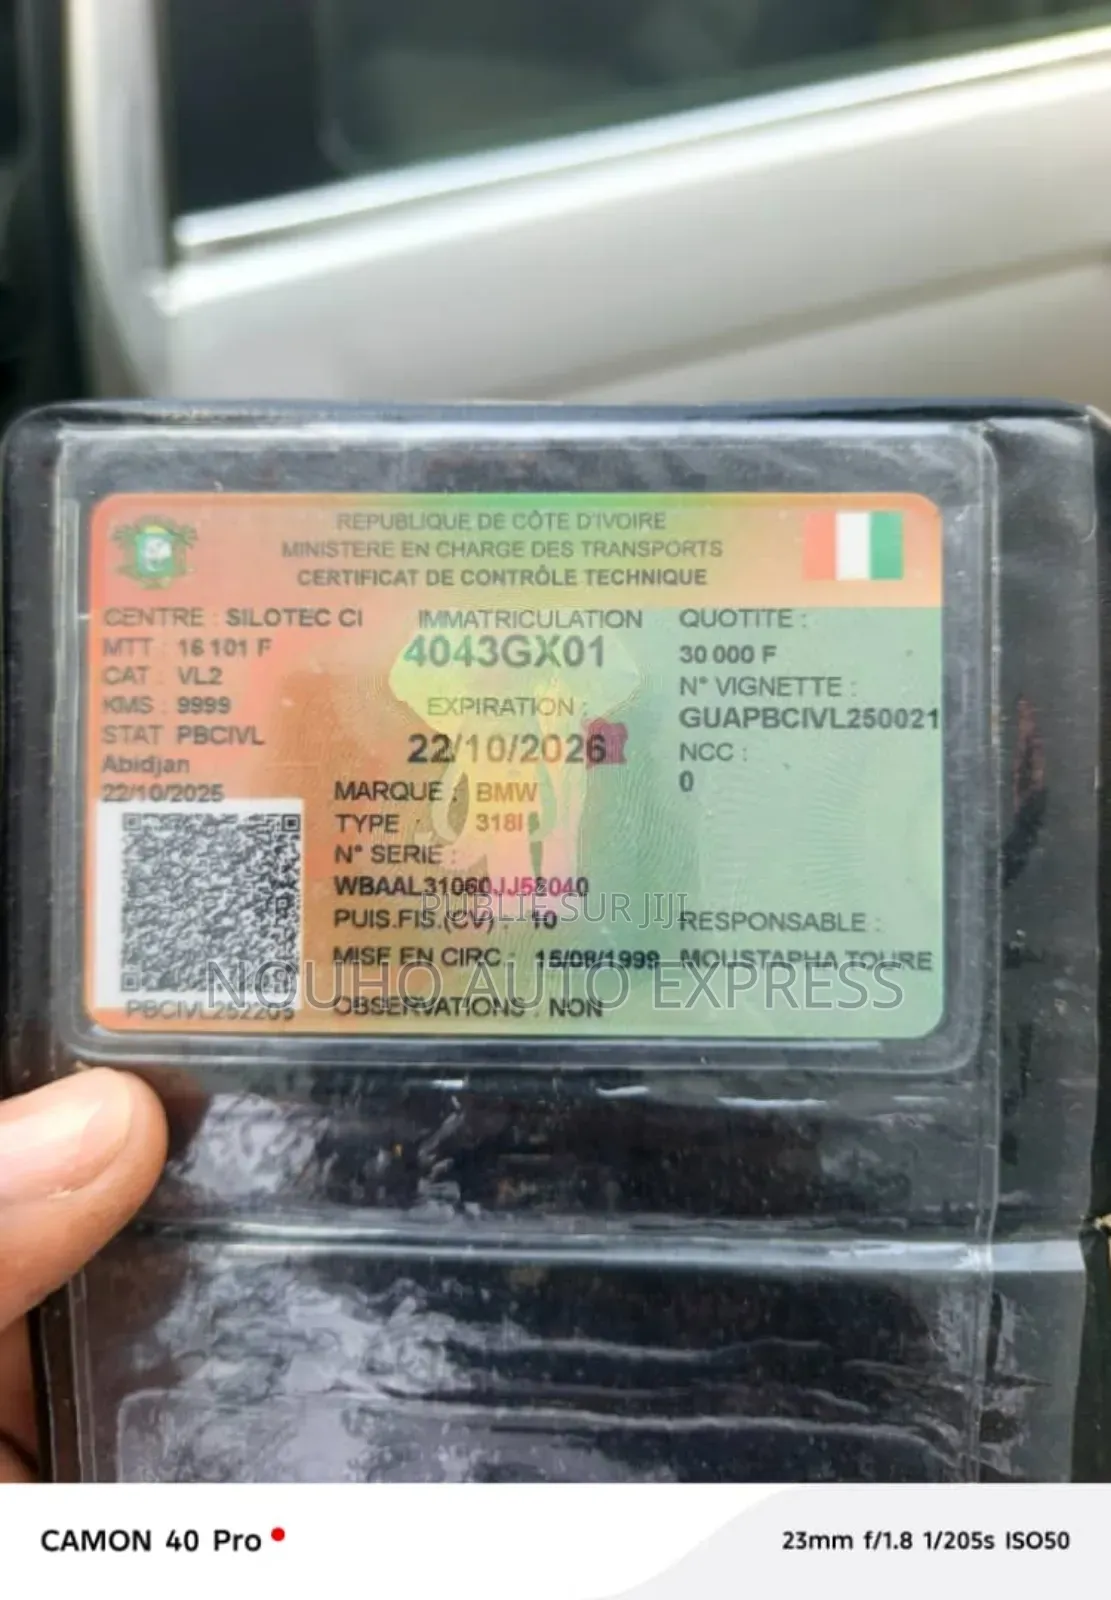 REPUBLIQUE DE CÔTE D'IVOIRE
MINISTERE EN CHARGE DES TRANSPORTS
CERTIFICAT DE CONTRÔLE TECHNIQUE
CENTRE : SILOTEC CI
MTT : 16 101 F
CAT : VL2
KMS : 9999
STAT PBCIVL
Abidjan
22/10/2025
PBCIVL252205
IMMATRICULATION
4043GX01
EXPIRATION :
22/10/2026
MARQUE : BMW
TYPE : 318I
N° SERIE :
WBAAL31060JJ58040
PUIS.FIS.(CV) : 10
MISE EN CIRC : 15/08/1999
OBSERVATIONS : NON
QUOTITE :
30 000 F
N° VIGNETTE :
GUAPBCIVL250021
NCC :
0
RESPONSABLE :
MOUSTAPHA TOURE
PUBLIÉ SUR JIJI
NOUHO AUTO EXPRESS
CAMON 40 Pro
23mm f/1.8 1/205s ISO50